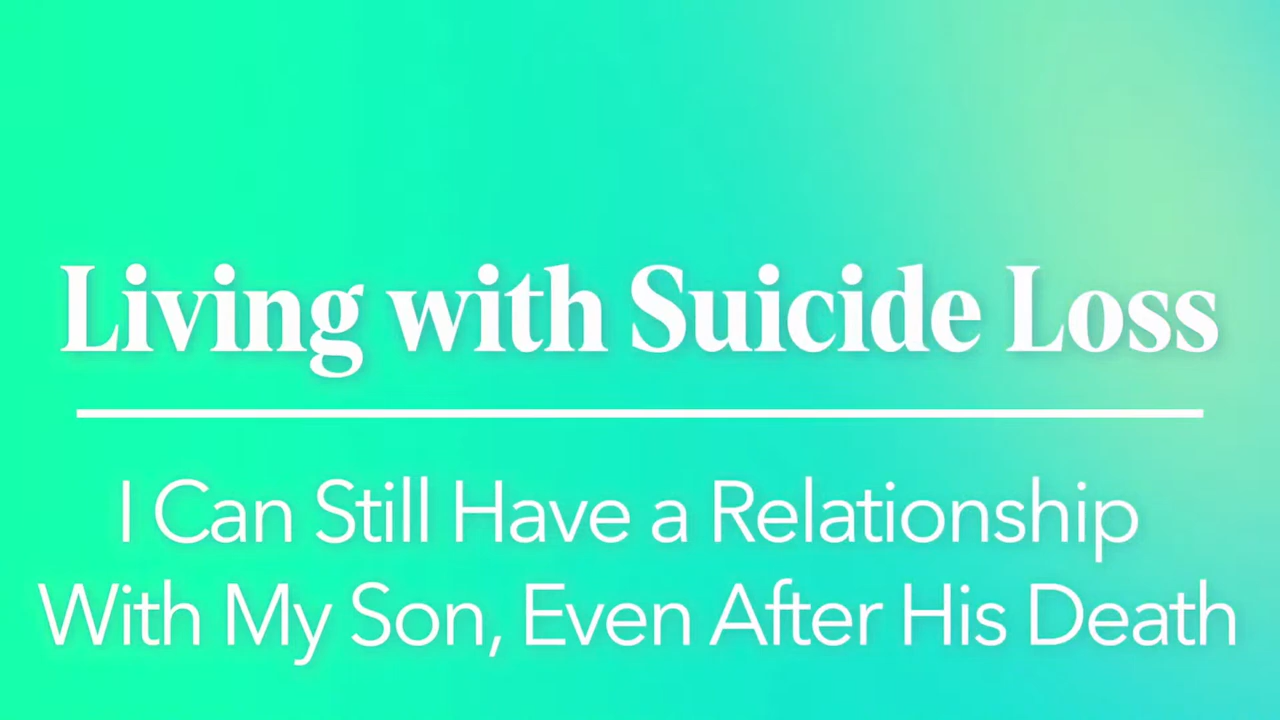 Living with Suicide Loss
I Can Still Have a Relationship
With My Son, Even After His Death